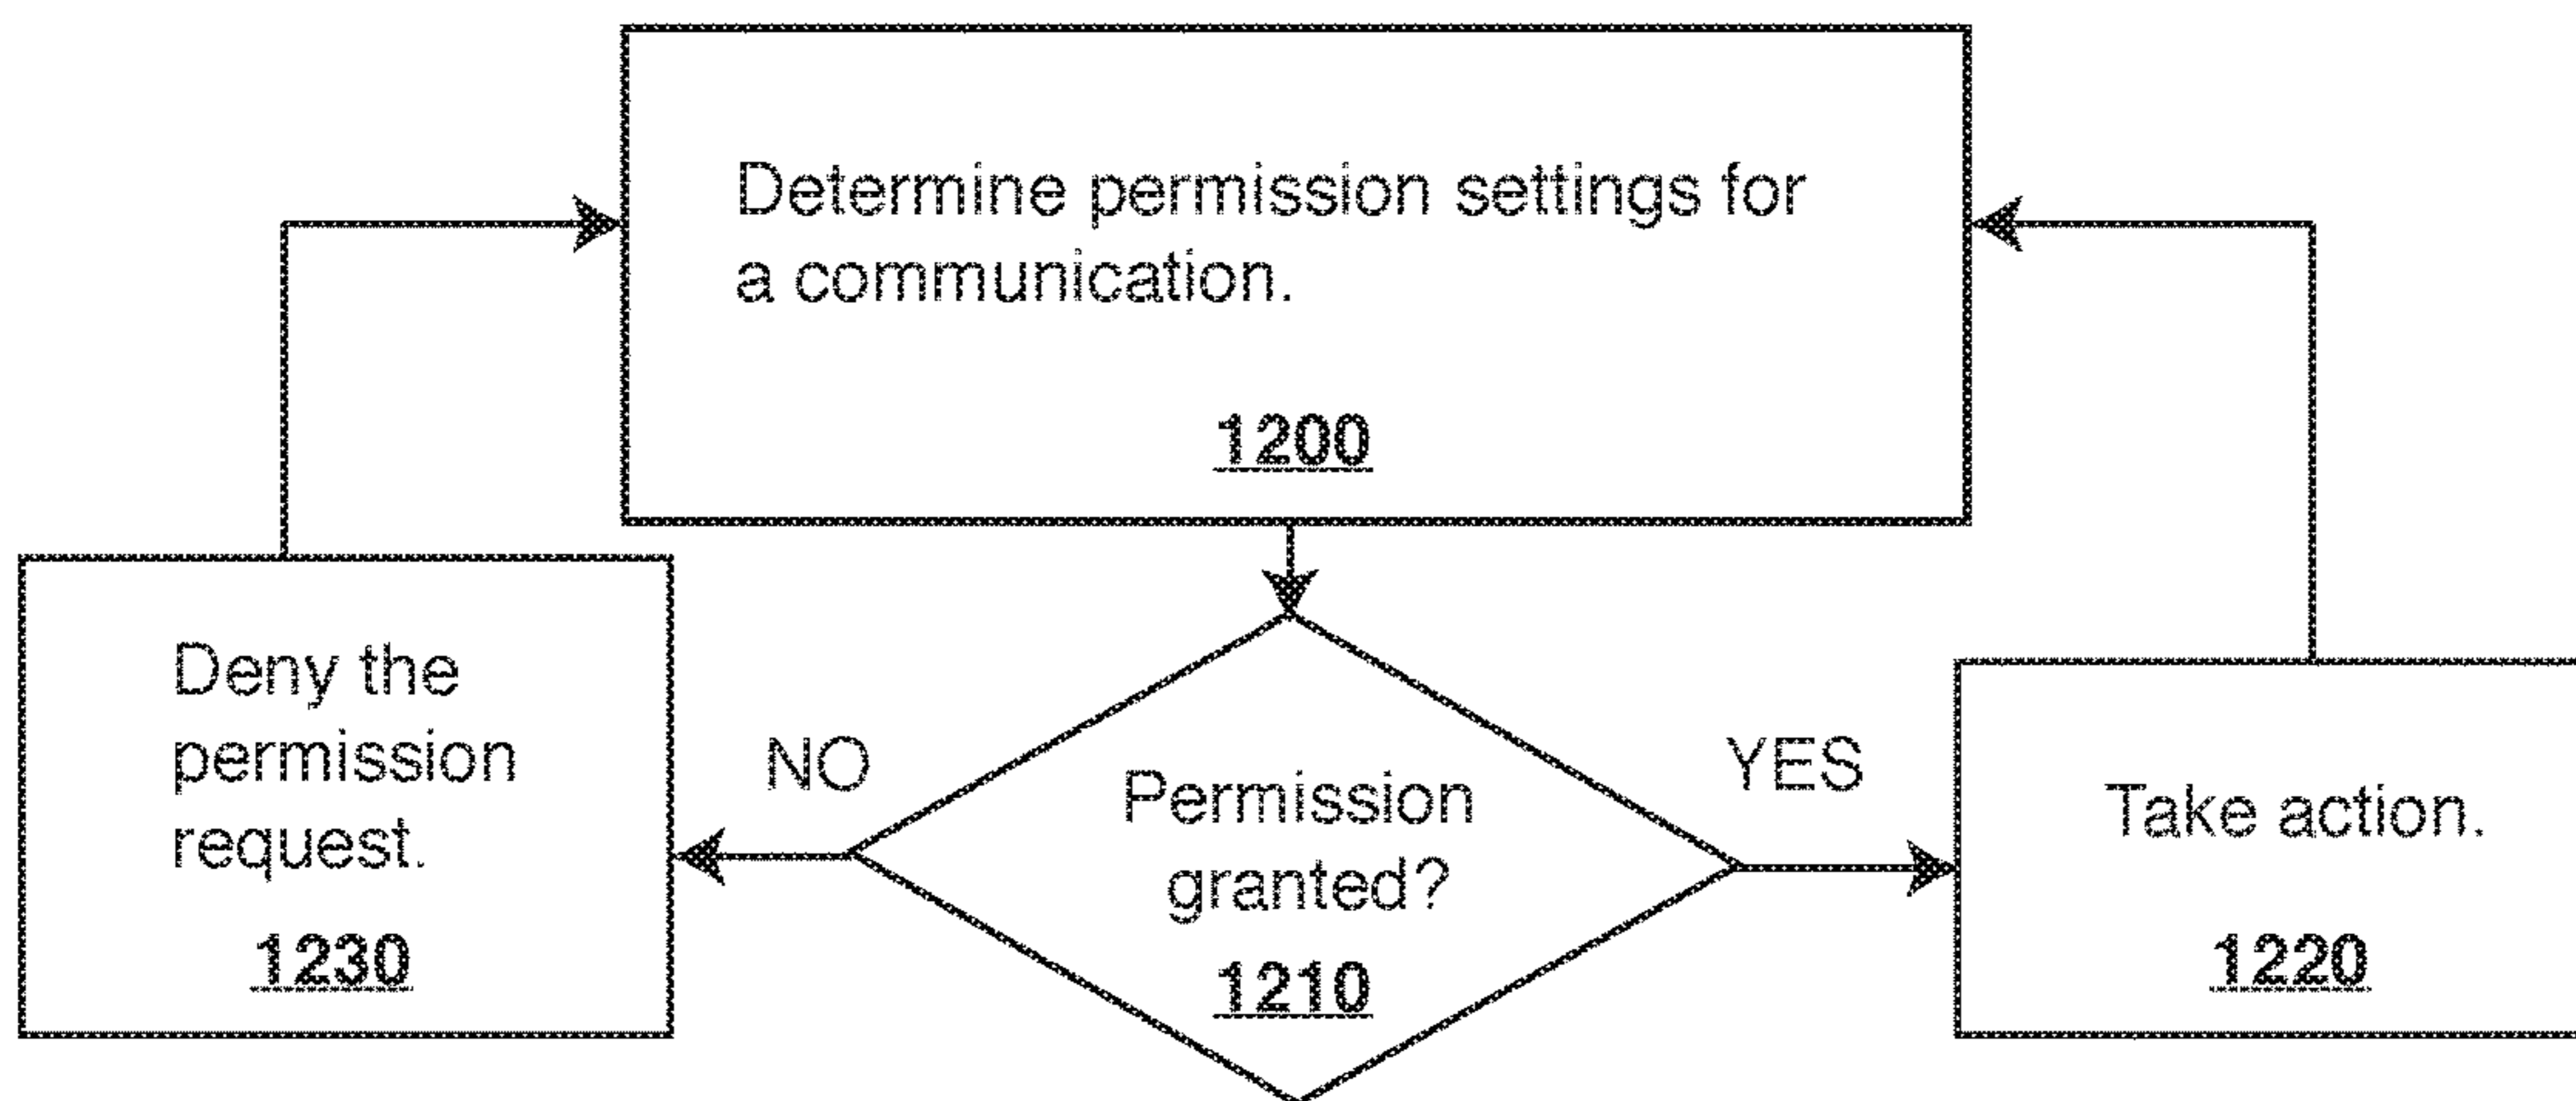 Determine permission settings for
a communication.
1200
Deny the
permission
request.
1230
NO
Permission
granted?
1210
YES
Take action.
1220